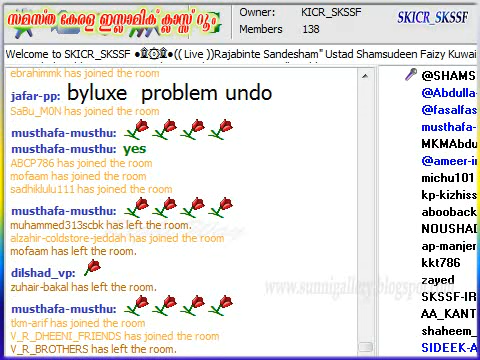 സമസ്ത കേരള ഇസ്ലാമിക് ക്ലാസ്സ് റൂം
Owner: KICR_SKSSF
Members 138
SKICR_SKSSF
Welcome to SKICR_SKSSF (( Live ))Rajabinte Sandesham" Ustad Shamsudeen Faizy Kuwai
ebrahimmk has joined the room
jafar-pp: byluxe problem undo
SaBu_M0N has joined the room
musthafa-musthu:
musthafa-musthu: yes
ABCP786 has joined the room
mofaam has joined the room
sadhiklulu111 has joined the room
musthafa-musthu:
muhammed313scbk has left the room.
alzahir-coldstore-jeddah has joined the room
mofaam has left the room.
dilshad_vp:
zuhair-bakal has left the room.
musthafa-musthu:
tkm-arif has joined the room
V_R_DHEENI_FRIENDS has joined the room
V_R_BROTHERS has left the room.
@SHAMS
@Abdulla-
@fasalfas
musthafa-
MKMAbdu
@ameer-i
michu101
kp-kizhiss
abooback
NOUSHAD
ap-manjer
kkt786
zayed
SKSSF-IR
AA_KANT
shaheem_
SIDEEK-A
www.sunnigallery.blogspot